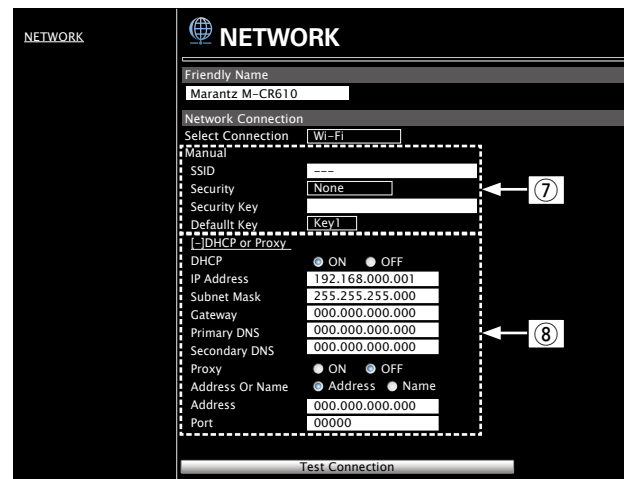 NETWORK
NETWORK
Friendly Name
Marantz M-CR610
Network Connection
Select Connection Wi-Fi
Manual
SSID ---
Security None
Security Key
Defaullt Key Key1
[-]DHCP or Proxy
DHCP ON OFF
IP Address 192.168.000.001
Subnet Mask 255.255.255.000
Gateway 000.000.000.000
Primary DNS 000.000.000.000
Secondary DNS 000.000.000.000
Proxy ON OFF
Address Or Name Address Name
Address 000.000.000.000
Port 00000
Test Connection
⑦
⑧